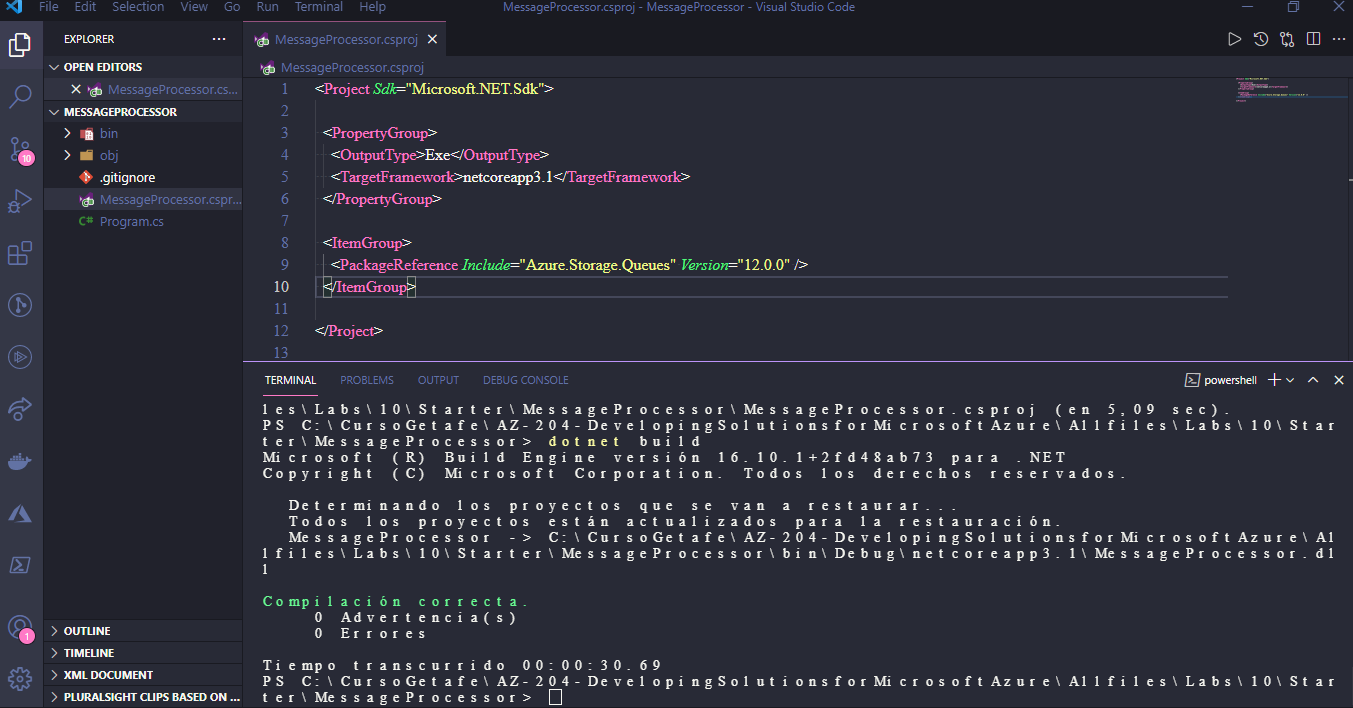 File Edit Selection View Go Run Terminal Help MessageProcessor.csproj - MessageProcessor - Visual Studio Code
EXPLORER ...
OPEN EDITORS
MessageProcessor.cs...
MESSAGEPROCESSOR
bin
obj
.gitignore
MessageProcessor.cspr...
C# Program.cs
10
1
OUTLINE
TIMELINE
XML DOCUMENT
PLURALSIGHT CLIPS BASED ON ...
MessageProcessor.csproj
MessageProcessor.csproj
1 <Project Sdk="Microsoft.NET.Sdk">
2
3 <PropertyGroup>
4 <OutputType>Exe</OutputType>
5 <TargetFramework>netcoreapp3.1</TargetFramework>
6 </PropertyGroup>
7
8 <ItemGroup>
9 <PackageReference Include="Azure.Storage.Queues" Version="12.0.0" />
10 </ItemGroup>
11
12 </Project>
13
TERMINAL PROBLEMS OUTPUT DEBUG CONSOLE powershell
les\Labs\10\Starter\MessageProcessor\MessageProcessor.csproj (en 5,09 sec).
PS C:\CursoGetafe\AZ-204-DevelopingSolutionsforMicrosoftAzure\Allfiles\Labs\10\Star
ter\MessageProcessor> dotnet build
Microsoft (R) Build Engine versión 16.10.1+2fd48ab73 para .NET
Copyright (C) Microsoft Corporation. Todos los derechos reservados.
Determinando los proyectos que se van a restaurar...
Todos los proyectos están actualizados para la restauración.
MessageProcessor -> C:\CursoGetafe\AZ-204-DevelopingSolutionsforMicrosoftAzure\Al
lfiles\Labs\10\Starter\MessageProcessor\bin\Debug\netcoreapp3.1\MessageProcessor.dl
l
Compilación correcta.
0 Advertencia(s)
0 Errores
Tiempo transcurrido 00:00:30.69
PS C:\CursoGetafe\AZ-204-DevelopingSolutionsforMicrosoftAzure\Allfiles\Labs\10\Star
ter\MessageProcessor>